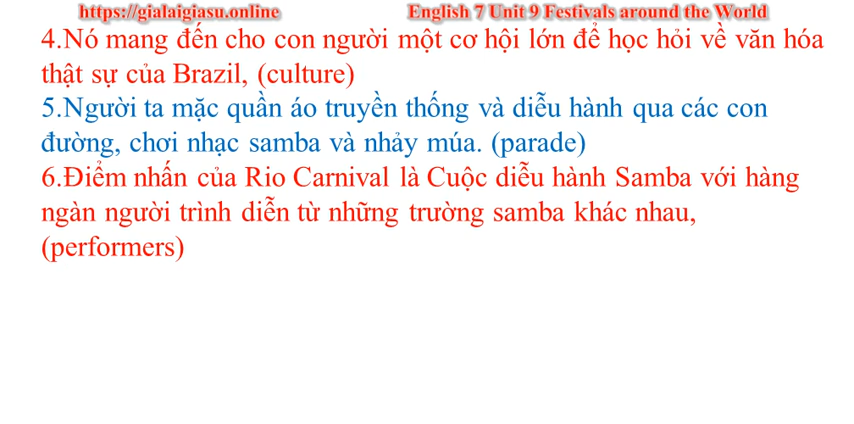 https://gialaigiasu.online English 7 Unit 9 Festivals around the World
4.Nó mang đến cho con người một cơ hội lớn để học hỏi về văn hóa
thật sự của Brazil, (culture)
5.Người ta mặc quần áo truyền thống và diễu hành qua các con
đường, chơi nhạc samba và nhảy múa. (parade)
6.Điểm nhấn của Rio Carnival là Cuộc diễu hành Samba với hàng
ngàn người trình diễn từ những trường samba khác nhau,
(performers)